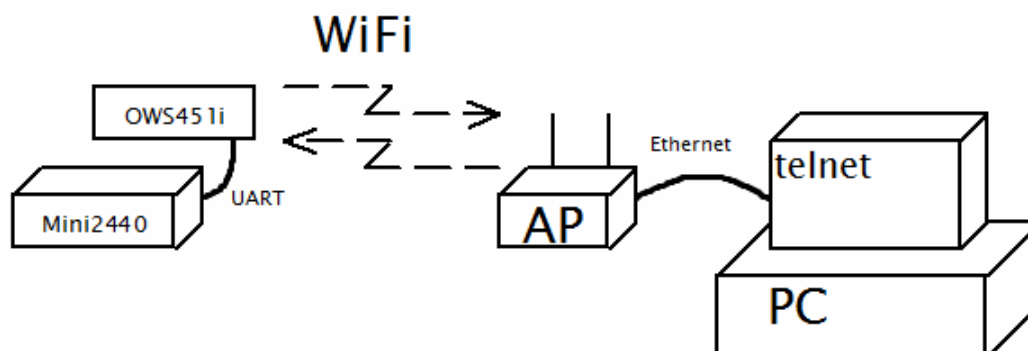 WiFi
OWS451i
UART
Mini2440
AP
Ethernet
telnet
PC